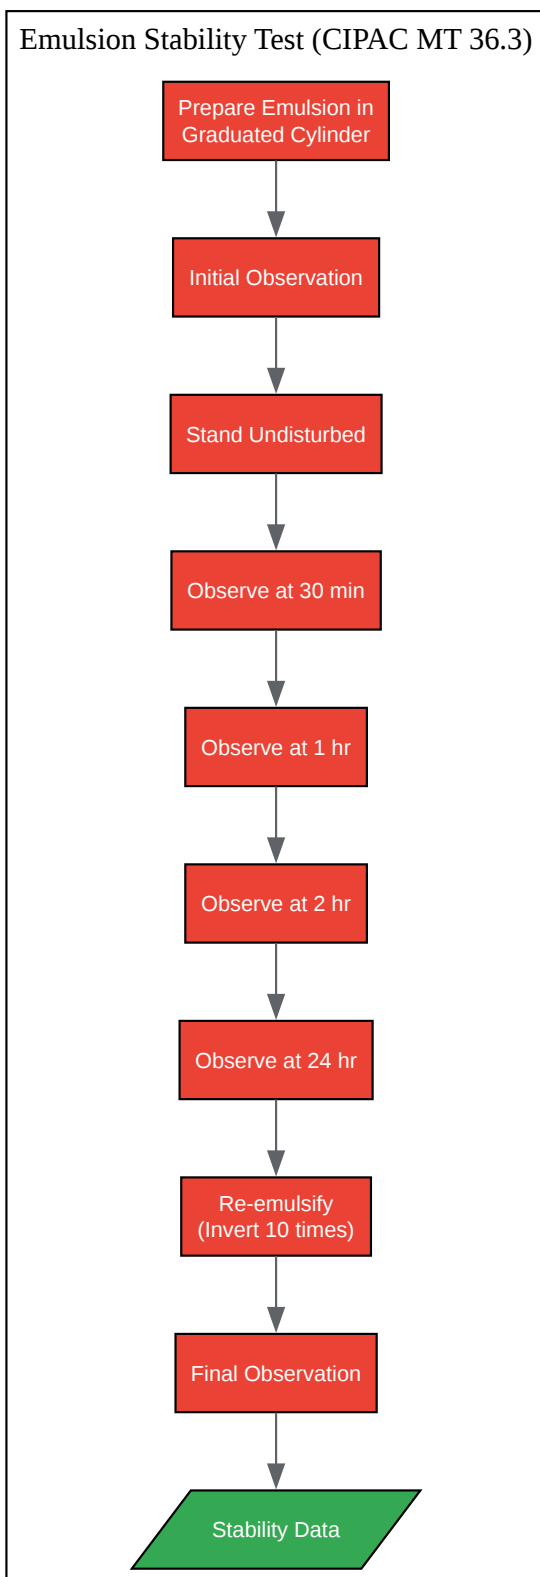 Emulsion Stability Test (CIPAC MT 36.3)
Prepare Emulsion in
Graduated Cylinder
Initial Observation
Stand Undisturbed
Observe at 30 min
Observe at 1 hr
Observe at 2 hr
Observe at 24 hr
Re-emulsify
(Invert 10 times)
Final Observation
Stability Data